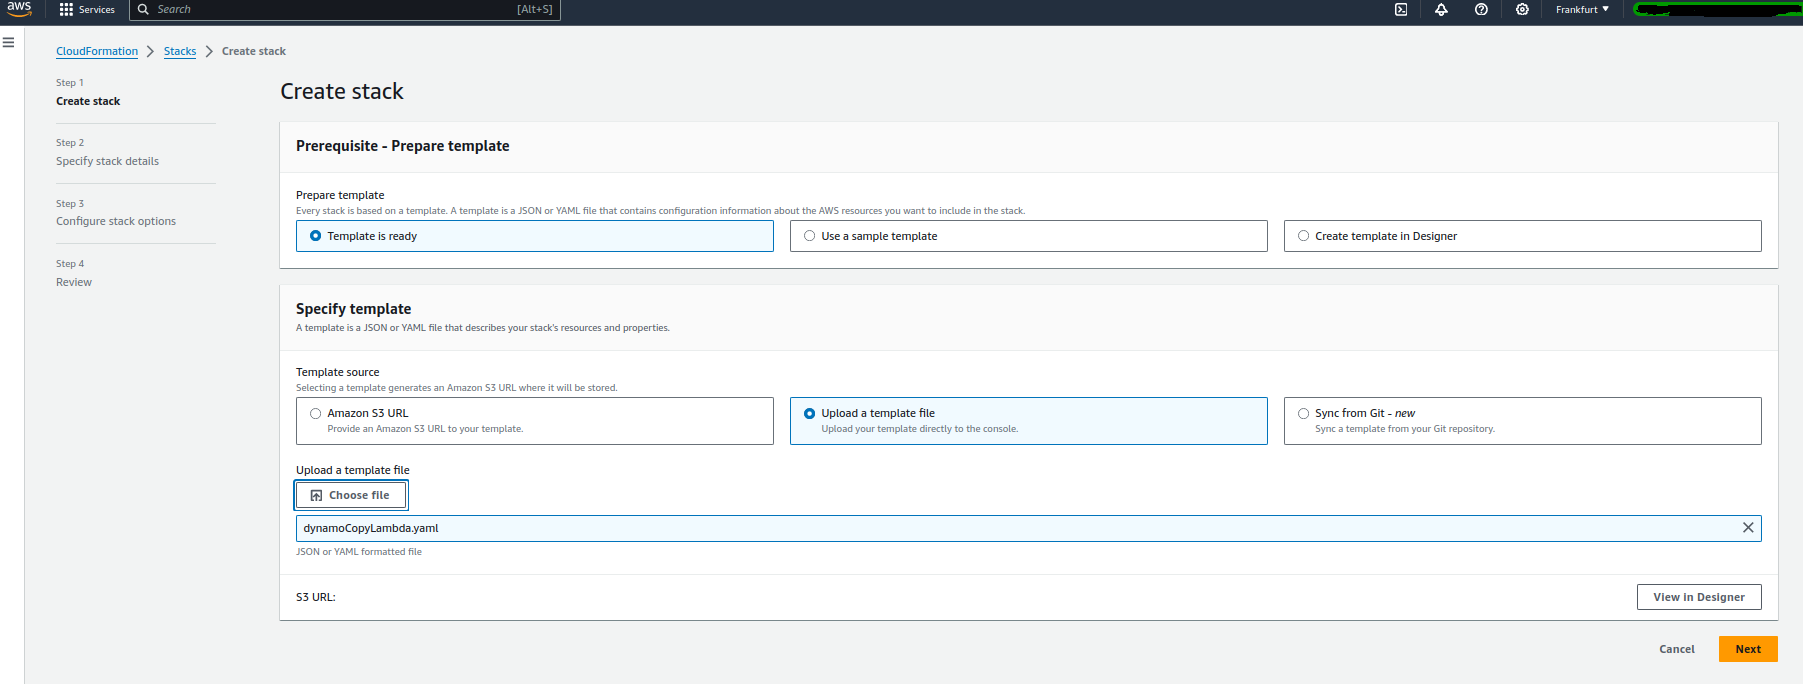 aws
Services
Search
[Alt+S]
Frankfurt
CloudFormation
Stacks
Create stack
Step 1
Create stack
Step 2
Specify stack details
Step 3
Configure stack options
Step 4
Review
Create stack
Prerequisite - Prepare template
Prepare template
Every stack is based on a template. A template is a JSON or YAML file that contains configuration information about the AWS resources you want to include in the stack.
Template is ready
Use a sample template
Create template in Designer
Specify template
A template is a JSON or YAML file that describes your stack's resources and properties.
Template source
Selecting a template generates an Amazon S3 URL where it will be stored.
Amazon S3 URL
Provide an Amazon S3 URL to your template.
Upload a template file
Upload your template directly to the console.
Sync from Git - new
Sync a template from your Git repository.
Upload a template file
Choose file
dynamoCopyLambda.yaml
JSON or YAML formatted file
S3 URL:
View in Designer
Cancel
Next